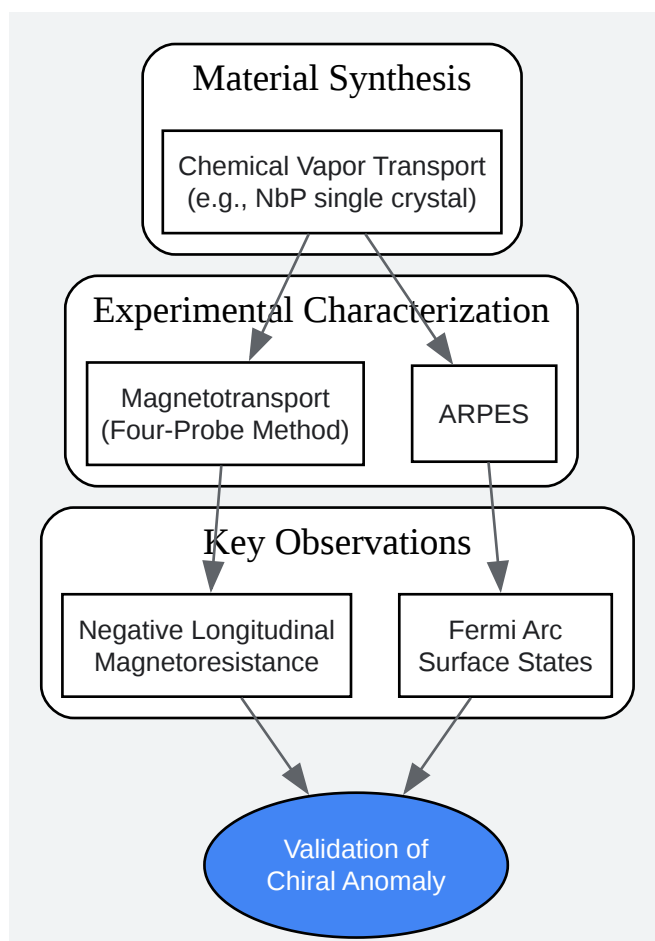 Material Synthesis
Chemical Vapor Transport
(e.g., NbP single crystal)
Experimental Characterization
Magnetotransport
(Four-Probe Method)
ARPES
Key Observations
Negative Longitudinal
Magnetoresistance
Fermi Arc
Surface States
Validation of
Chiral Anomaly